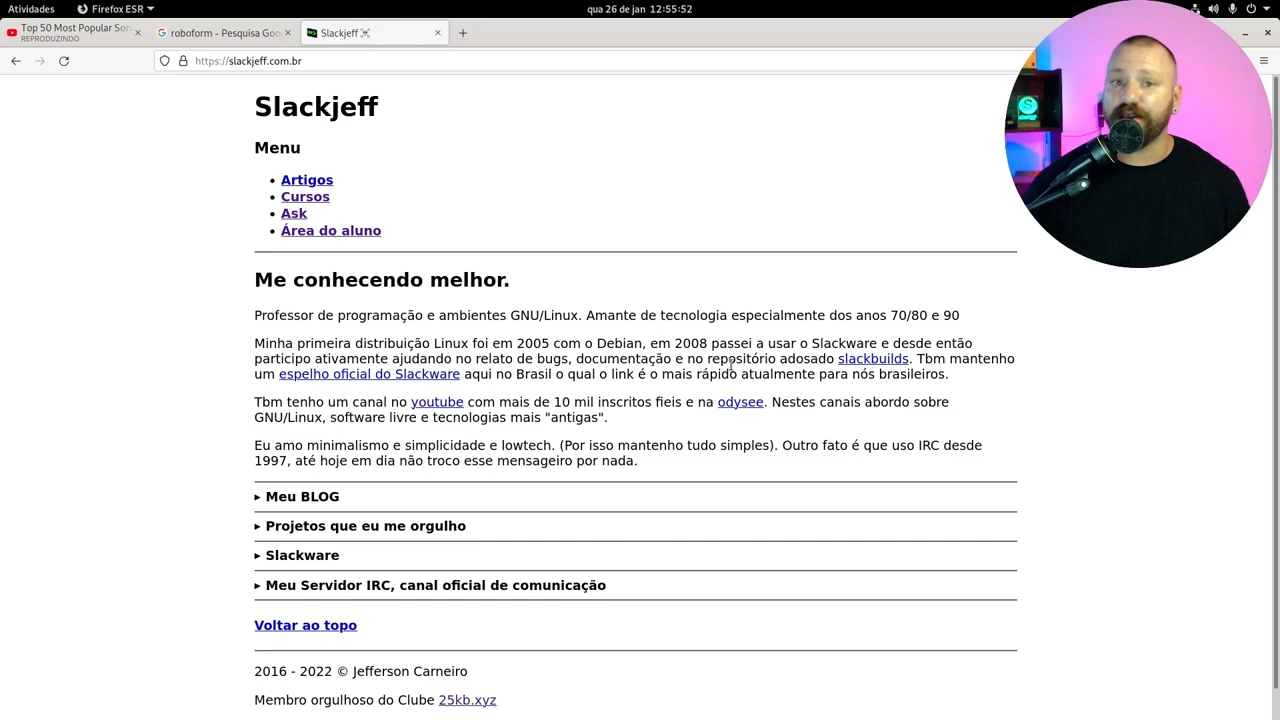 Atividades Firefox ESR qua 26 de jan 12:55:52
Top 50 Most Popular Son
REPRODUZINDO
roboform - Pesquisa Goo
Slackjeff
https://slackjeff.com.br
Slackjeff
Menu
• Artigos
• Cursos
• Ask
• Área do aluno
Me conhecendo melhor.
Professor de programação e ambientes GNU/Linux. Amante de tecnologia especialmente dos anos 70/80 e 90
Minha primeira distribuição Linux foi em 2005 com o Debian, em 2008 passei a usar o Slackware e desde então
participo ativamente ajudando no relato de bugs, documentação e no repositório adosado slackbuilds. Tbm mantenho
um espelho oficial do Slackware aqui no Brasil o qual o link é o mais rápido atualmente para nós brasileiros.
Tbm tenho um canal no youtube com mais de 10 mil inscritos fieis e na odysee. Nestes canais abordo sobre
GNU/Linux, software livre e tecnologias mais "antigas".
Eu amo minimalismo e simplicidade e lowtech. (Por isso mantenho tudo simples). Outro fato é que uso IRC desde
1997, até hoje em dia não troco esse mensageiro por nada.
▸ Meu BLOG
▸ Projetos que eu me orgulho
▸ Slackware
▸ Meu Servidor IRC, canal oficial de comunicação
Voltar ao topo
2016 - 2022 © Jefferson Carneiro
Membro orgulhoso do Clube 25kb.xyz